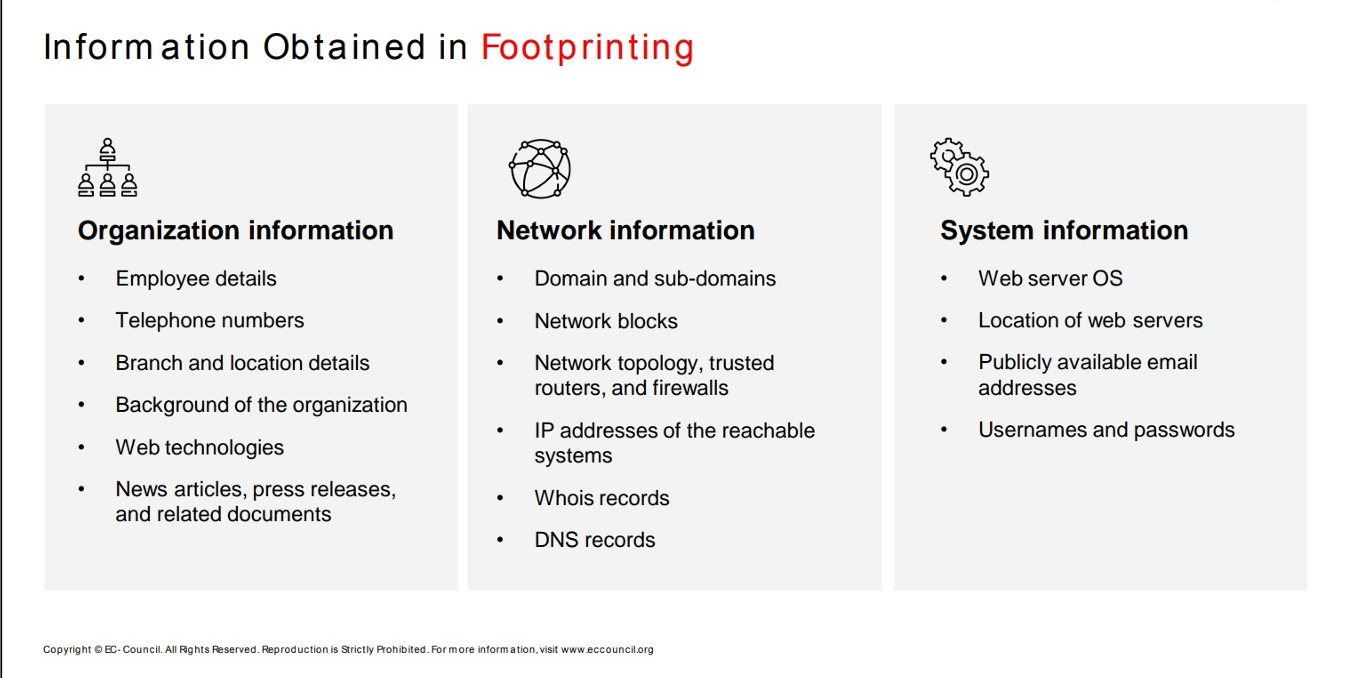 Information Obtained in Footprinting
Organization information
• Employee details
• Telephone numbers
• Branch and location details
• Background of the organization
• Web technologies
• News articles, press releases,
and related documents
Network information
• Domain and sub-domains
• Network blocks
• Network topology, trusted
routers, and firewalls
• IP addresses of the reachable
systems
• Whois records
• DNS records
System information
• Web server OS
• Location of web servers
• Publicly available email
addresses
• Usernames and passwords
Copyright © EC-Council. All Rights Reserved. Reproduction is Strictly Prohibited. For more information, visit www.eccouncil.org